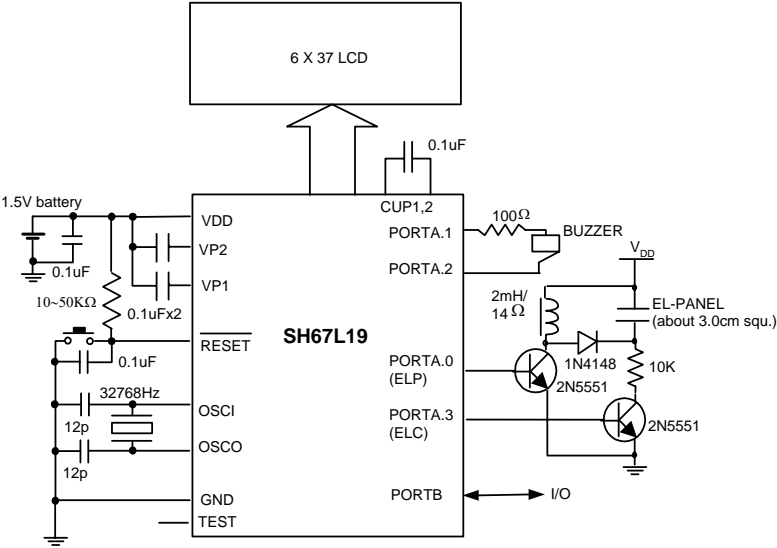 6 X 37 LCD
0.1uF
1.5V battery
CUP1,2
VDD
PORTA.1
100Ω
BUZZER
VP2
PORTA.2
VDD
0.1uF
VP1
2mH/
14 Ω
EL-PANEL
(about 3.0cm squ.)
10~50KΩ
0.1uFx2
SH67L19
RESET
1N4148
0.1uF
PORTA.0
(ELP)
10K
2N5551
32768Hz
OSCI
PORTA.3
(ELC)
2N5551
12p
OSCO
12p
GND
PORTB
I/O
TEST